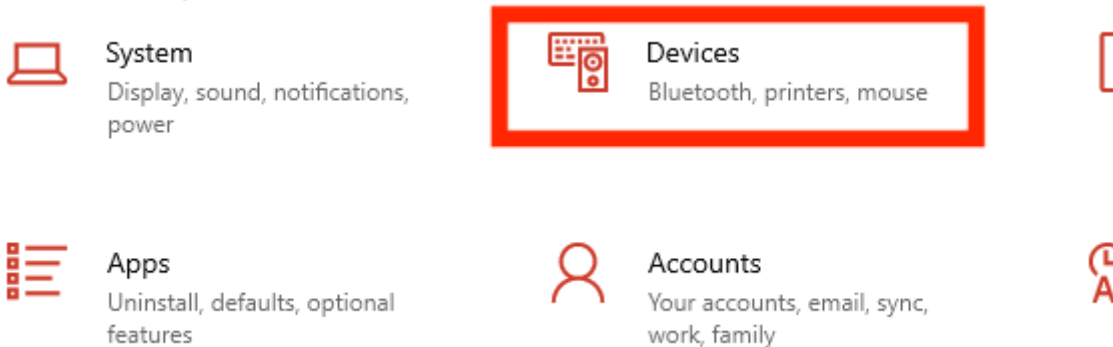 System
Display, sound, notifications,
power
Devices
Bluetooth, printers, mouse
Apps
Uninstall, defaults, optional
features
Accounts
Your accounts, email, sync,
work, family
A